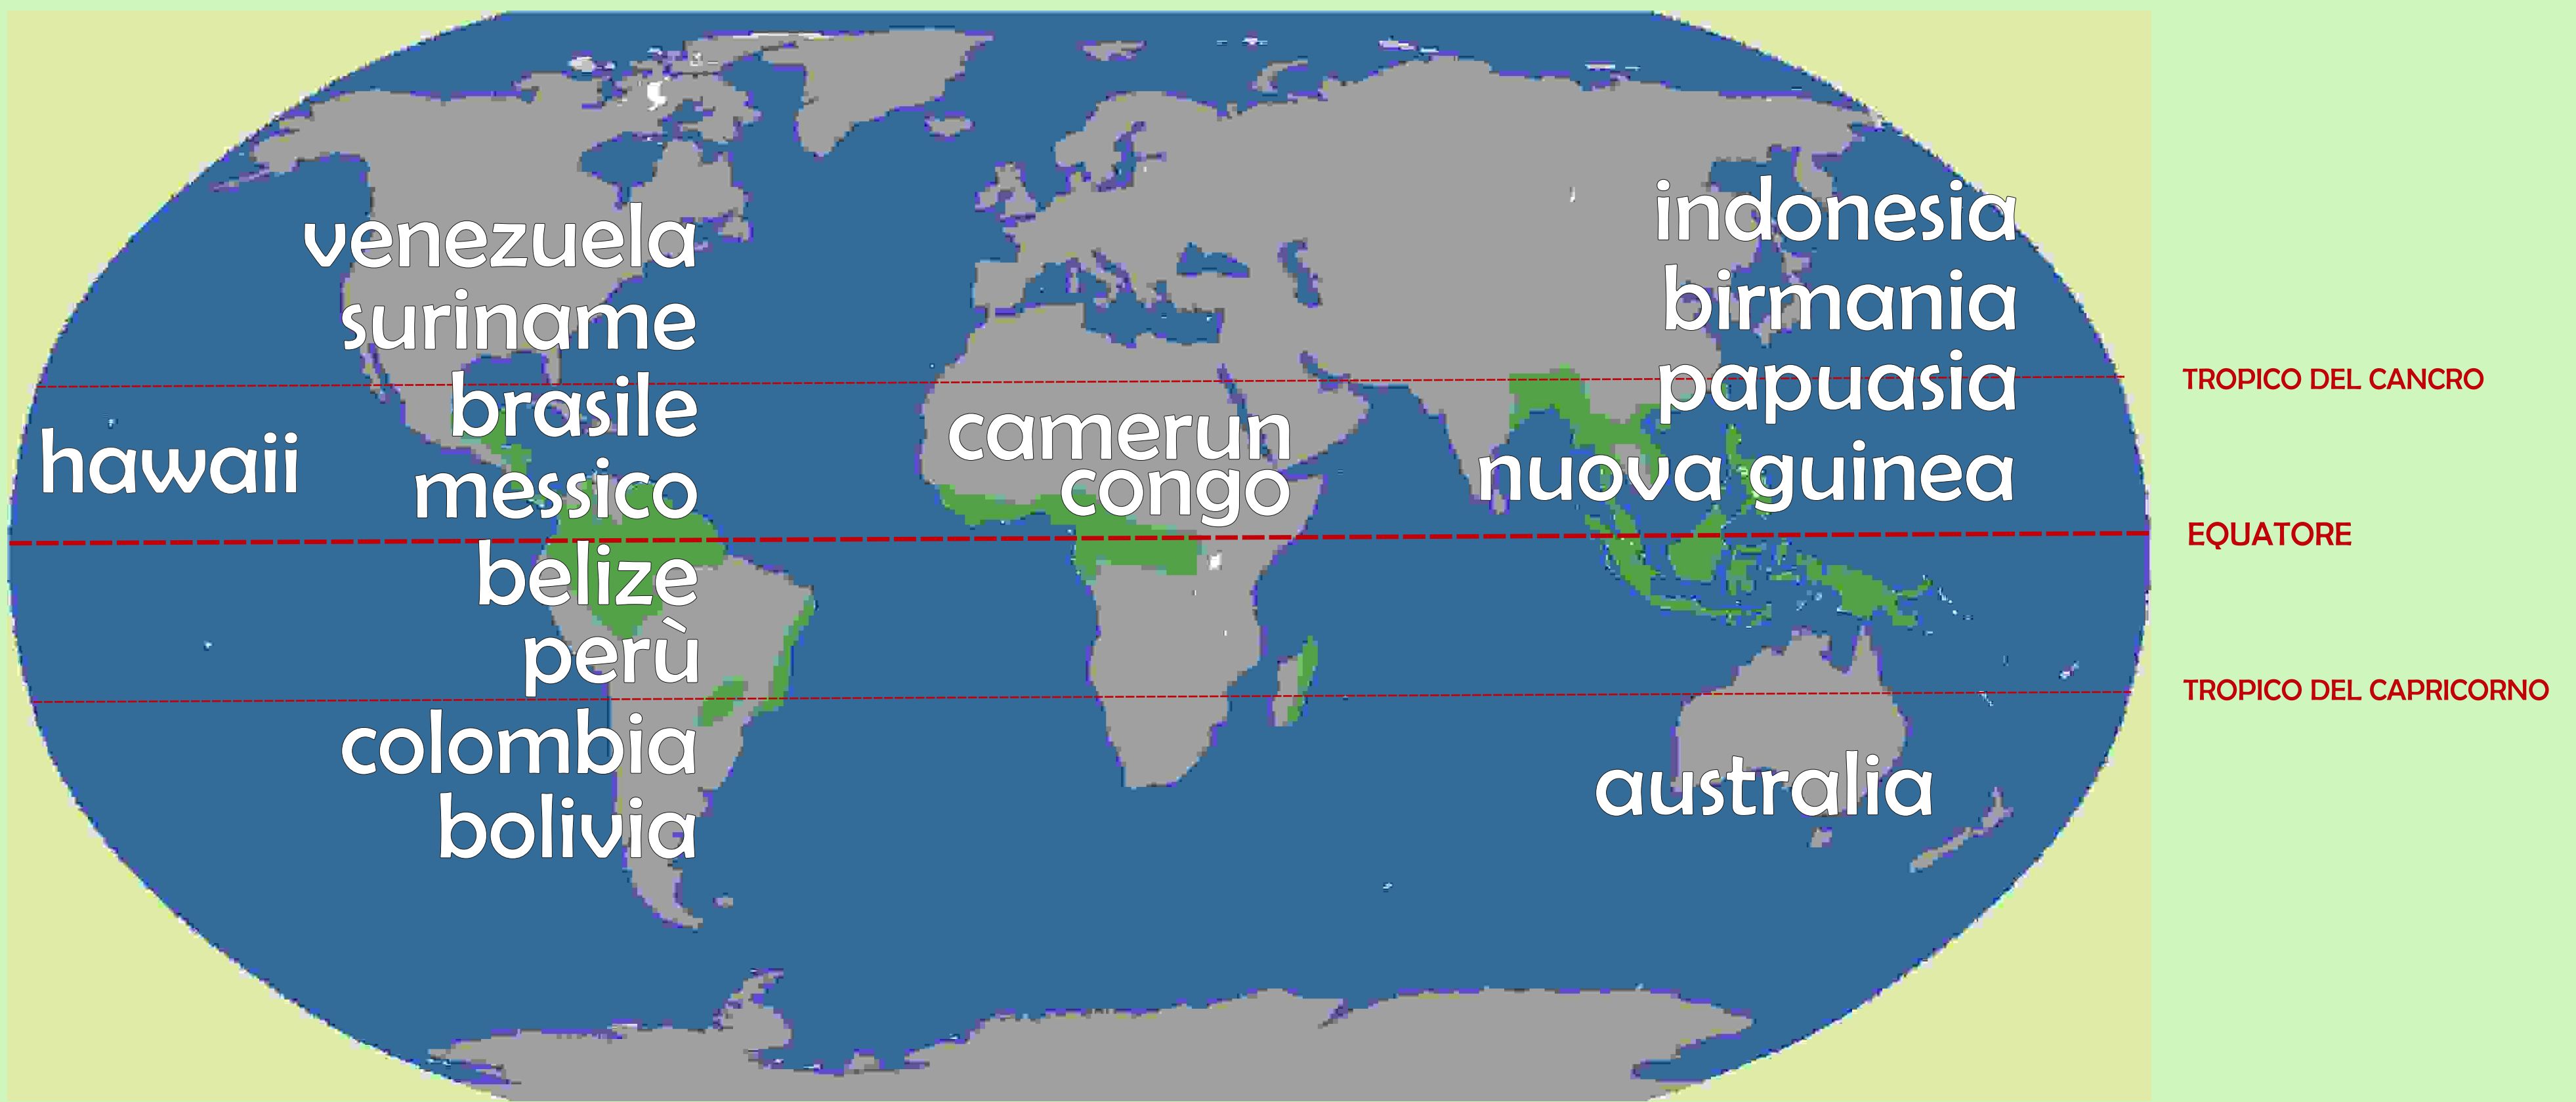 venezuela
suriname
brasile
messico
belize
perù
colombia
bolivia
hawaii
camerun
congo
indonesia
birmania
papuasia
nuova guinea
australia
TROPICO DEL CANCRO
EQUATORE
TROPICO DEL CAPRICORNO